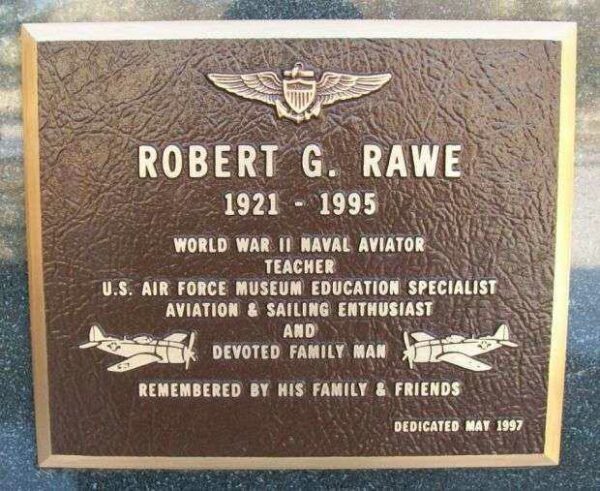 ROBERT G. RAWE
1921 - 1995
WORLD WAR II NAVAL AVIATOR
TEACHER
U.S. AIR FORCE MUSEUM EDUCATION SPECIALIST
AVIATION & SAILING ENTHUSIAST
AND
DEVOTED FAMILY MAN
REMEMBERED BY HIS FAMILY & FRIENDS
DEDICATED MAY 1997